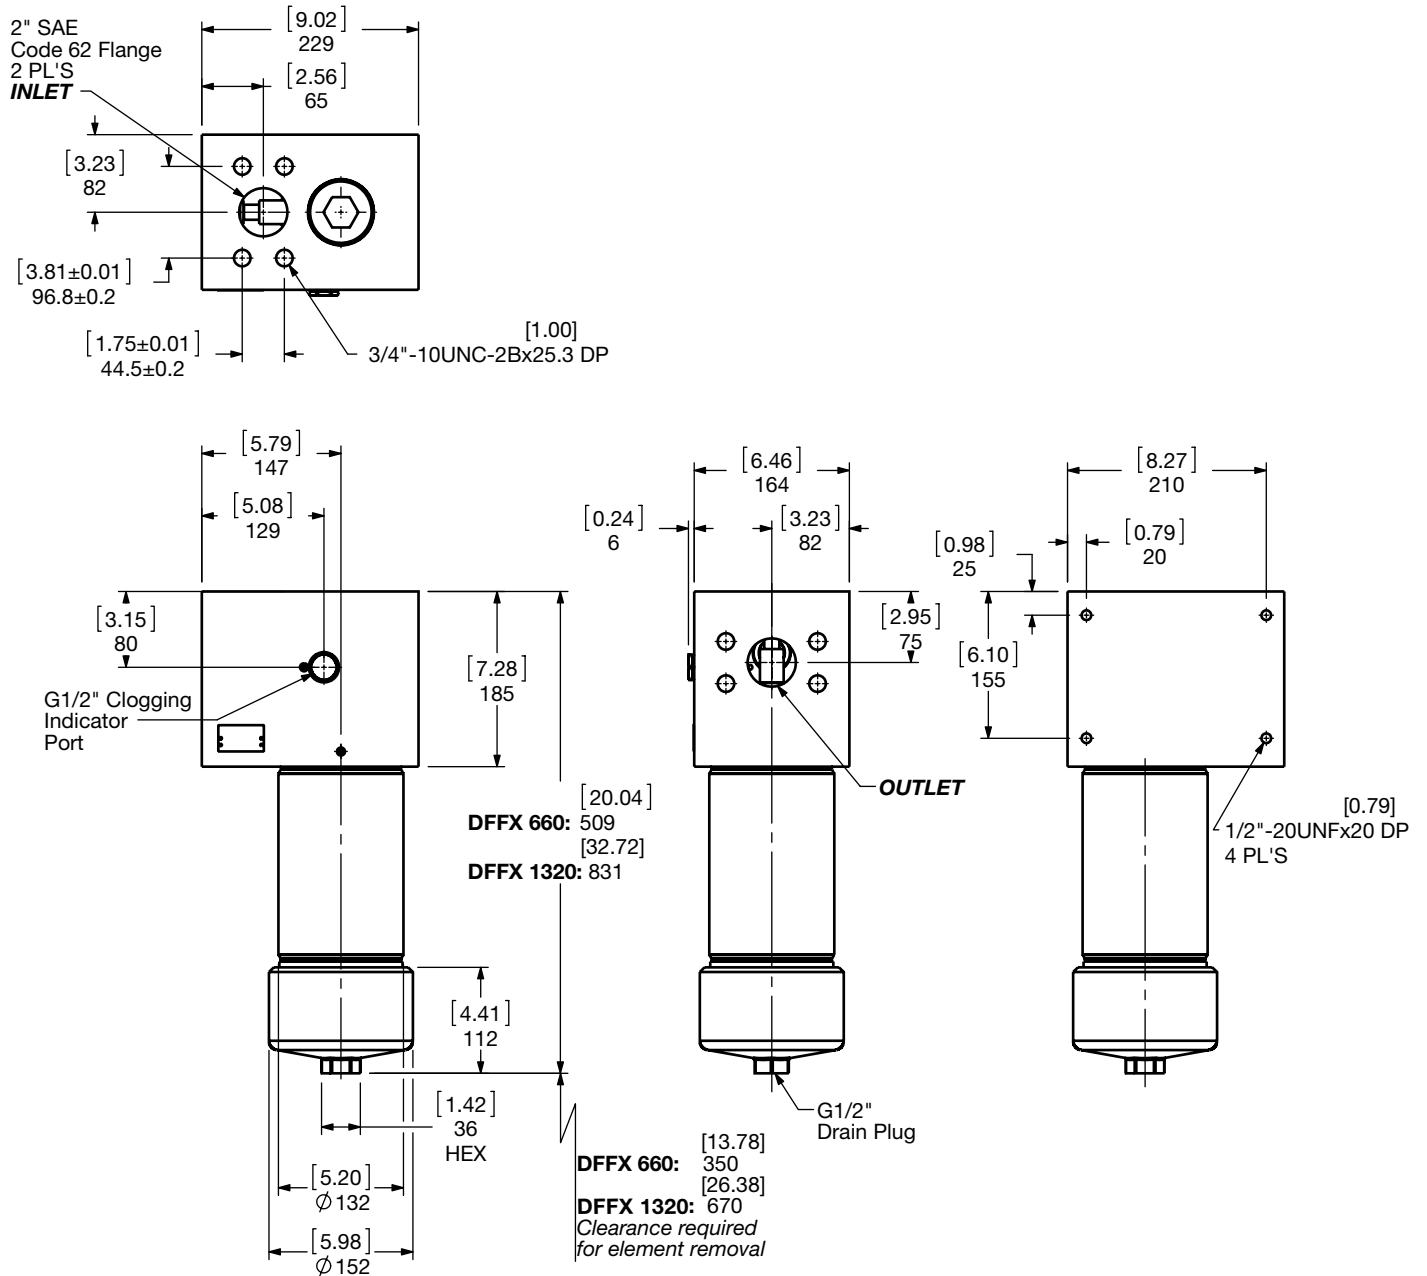 2" SAE
Code 62 Flange
2 PL'S
INLET
[9.02]
229
[2.56]
65
[3.23]
82
[3.81±0.01]
96.8±0.2
[1.75±0.01]
44.5±0.2
[1.00]
3/4"-10UNC-2Bx25.3 DP
[5.79]
147
[5.08]
129
[3.15]
80
G1/2" Clogging
Indicator
Port
[7.28]
185
[20.04]
DFFX 660: 509
[32.72]
DFFX 1320: 831
[4.41]
112
[1.42]
36
HEX
[5.20]
Ø132
[5.98]
Ø152
[13.78]
DFFX 660: 350
[26.38]
DFFX 1320: 670
Clearance required
for element removal
[6.46]
164
[0.24]
6
[3.23]
82
[2.95]
75
OUTLET
G1/2"
Drain Plug
[8.27]
210
[0.79]
20
[0.98]
25
[6.10]
155
[0.79]
1/2"-20UNFx20 DP
4 PL'S